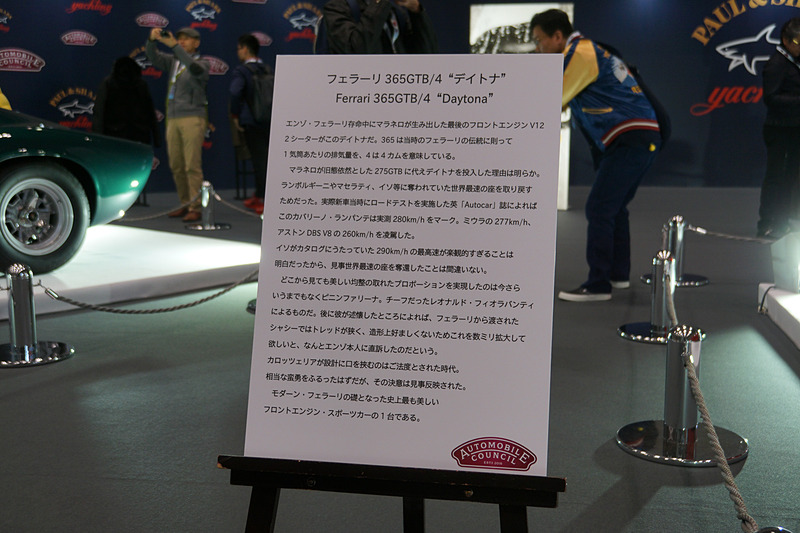 フェラーリ 365GTB/4 “デイトナ”
Ferrari 365GTB/4 “Daytona”
エンゾ・フェラーリ存命中にマラネロが生み出した最後のフロントエンジン V12
2 シーターがこのデイトナだ。365 は当時のフェラーリの伝統に則って
1 気筒あたりの排気量を、4 は 4 カムを意味している。
マラネロが旧態依然とした 275GTB に代えデイトナを投入した理由は明らか。
ランボルギーニやマセラティ、イソ等に奪われていた世界最速の座を取り戻す
ためだった。実際新車当時にロードテストを実施した英「Autocar」誌によれば
このカバリーノ・ランパンテは実測 280km/h をマーク。ミウラの 277km/h、
アストン DBS V8 の 260km/h を凌駕した。
イソがカタログにうたっていた 290km/h の最高速が楽観的すぎることは
明白だったから、見事世界最速の座を奪還したことは間違いない。
どこから見ても美しい均整の取れたプロポーションを実現したのは今さら
いうまでもなくピニンファリーナ。チーフだったレオナルド・フィオラバンティ
によるものだ。後に彼が述懐したところによれば、フェラーリから渡された
シャシーではトレッドが狭く、造形上好ましくないためこれを数ミリ拡大して
欲しいと、なんとエンゾ本人に直訴したのだという。
カロッツェリアが設計に口を挟むのはご法度とされた時代。
相当な蛮勇をふるったはずだが、その決意は見事反映された。
モダーン・フェラーリの礎となった史上最も美しい
フロントエンジン・スポーツカーの 1 台である。
AUTOMOBILE
COUNCIL
PAUL & SHARK
yachting
AUTOMOBILE
COUNCIL
PAUL & SHA
yachting